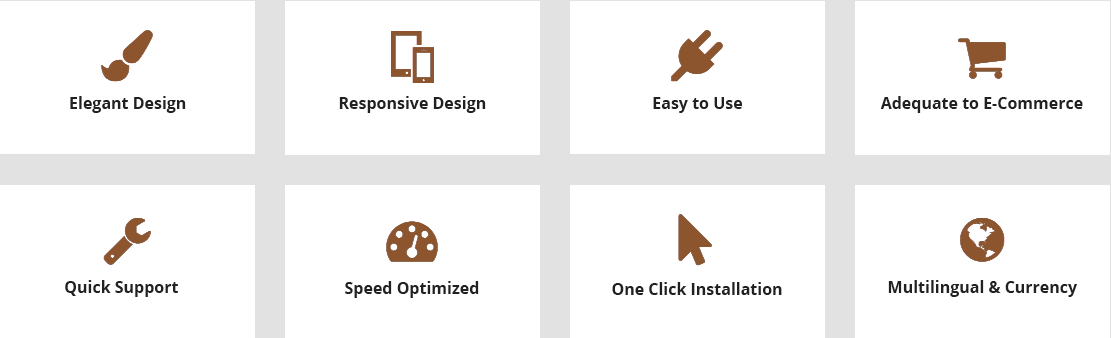 Elegant Design
Responsive Design
Easy to Use
Adequate to E-Commerce
Quick Support
Speed Optimized
One Click Installation
Multilingual & Currency